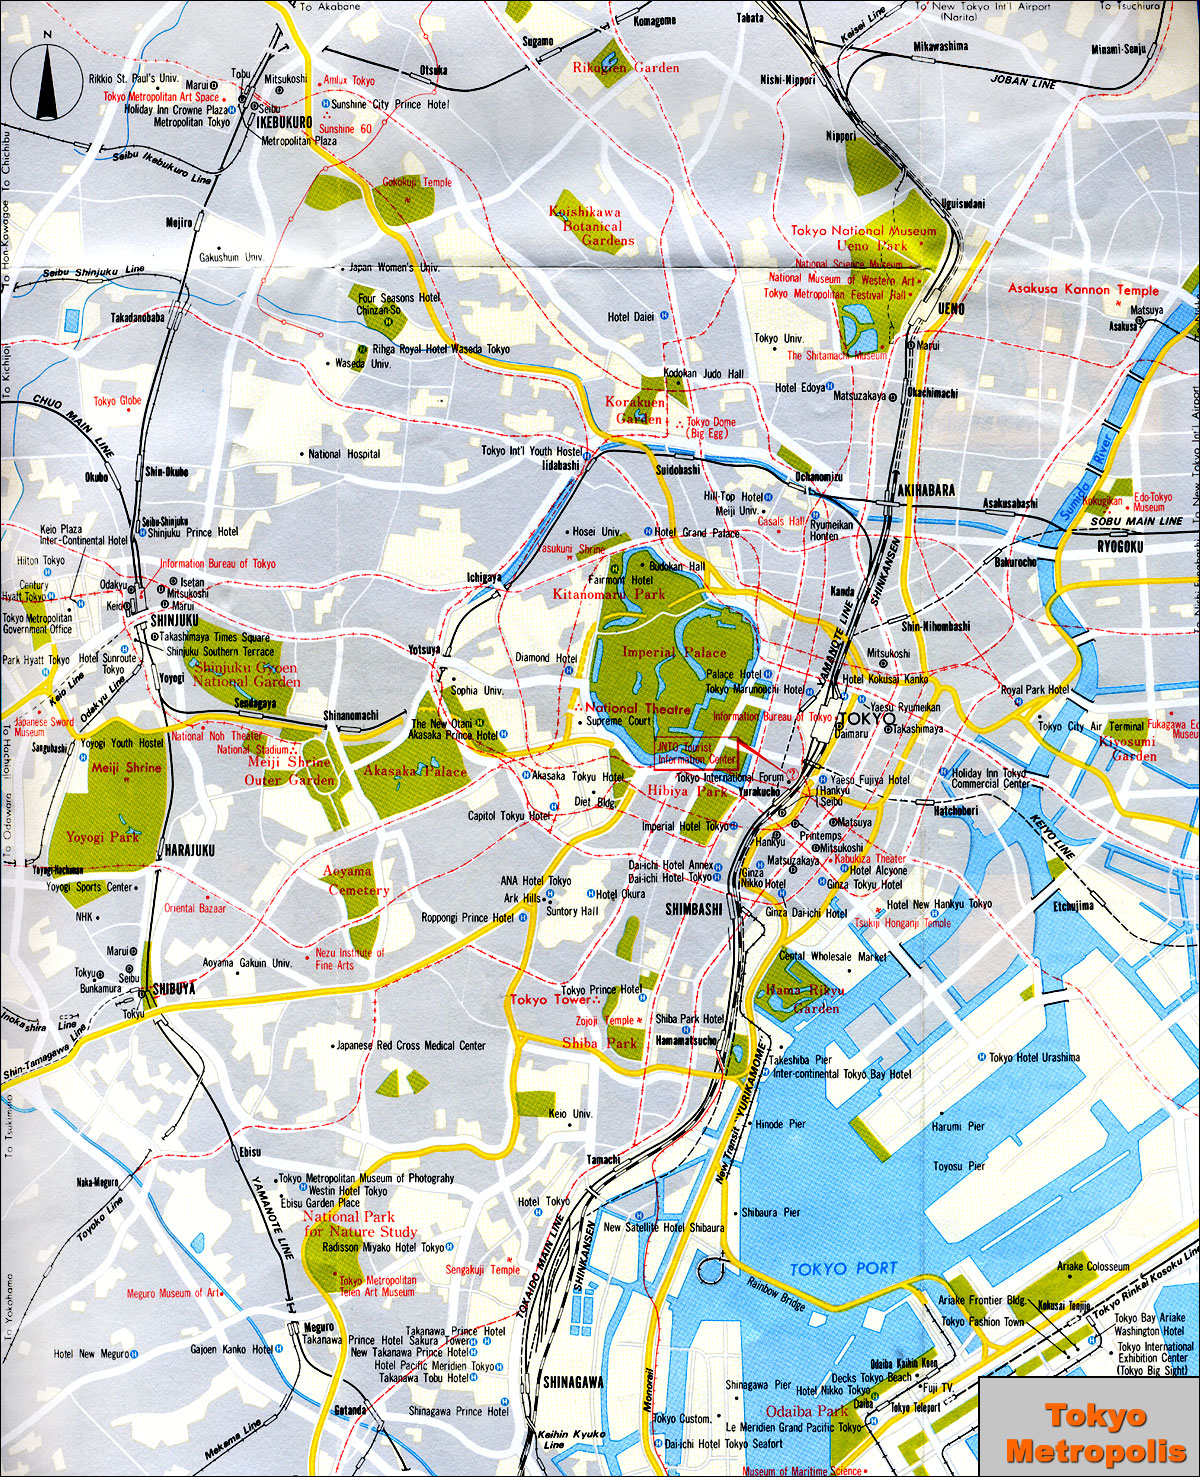 To Akabane
Komagome
Tabata
Keisei Line
To New Tokyo Int'l Airport
(Narita)
To Tsuchiura
N
Sugamo
Mikawashima
Minami-Senju
Otsuka
Rikugien Garden
Nishi-Nippori
JOBAN LINE
Rikkio St. Paul's Univ.
Marui
Tobu
Mitsukoshi
Amlux Tokyo
Tokyo Metropolitan Art Space
Holiday Inn Crowne Plaza
Metropolitan Tokyo
Seibu
Sunshine City Prince Hotel
IKEBUKURO
Sunshine 60
Metropolitan Plaza
Nippori
To Chichibu
Seibu Ikebukuro Line
Gokokuji Temple
Uguisudani
Mejiro
Koishikawa
Botanical
Gardens
Tokyo National Museum
Ueno Park
To Hon-Kawagoe
Gakushuin Univ.
Japan Women's Univ.
National Science Museum
National Museum of Western Art
Tokyo Metropolitan Festival Hall
Seibu Shinjuku Line
Asakusa Kannon Temple
Four Seasons Hotel
Chinzan-So
Takadanobaba
Hotel Daiei
UENO
Matsuya
Asakusa
Rihga Royal Hotel Waseda Tokyo
Waseda Univ.
Tokyo Univ.
The Shitamachi Museum
Marui
To Kichijoji
Kodokan Judo Hall
Hotel Edoya
Matsuzakaya
Okachimachi
CHUO MAIN LINE
Tokyo Globe
Korakuen
Garden
Tokyo Dome
(Big Egg)
National Hospital
Tokyo Int'l Youth Hostel
Iidabashi
Suidobashi
Ochanomizu
Sumida River
Okubo
Shin-Okubo
AKIHABARA
Asakusabashi
Kokugikan
Edo-Tokyo
Museum
Hill-Top Hotel
Meiji Univ.
Casals Hall
Ryumeikan
Honten
SOBU MAIN LINE
RYOGOKU
To New Tokyo Int'l Airport
Keio Plaza
Inter-Continental Hotel
Seibu-Shinjuku
Shinjuku Prince Hotel
Hosei Univ.
Hotel Grand Palace
Yasukuni Shrine
Hilton Tokyo
Information Bureau of Tokyo
Budokan Hall
Bakurocho
Century
Hyatt Tokyo
Odakyu
Isetan
Mitsukoshi
Ichigaya
Fairmont Hotel
Kitanomaru Park
Kanda
SHINKANSEN
Keio
Marui
Tokyo Metropolitan
Government Office
SHINJUKU
Shin-Nihombashi
Takashimaya Times Square
Shinjuku Southern Terrace
Yotsuya
Imperial Palace
YAMANOTE LINE
Mitsukoshi
Park Hyatt Tokyo
Hotel Sunroute
Tokyo
Shinjuku Gyoen
National Garden
Diamond Hotel
Palace Hotel
Tokyo Marunouchi Hotel
Hotel Kokusai Kanko
Keio Line
Yoyogi
Sophia Univ.
Royal Park Hotel
Odakyu Line
Sendagaya
Shinanomachi
National Theatre
Supreme Court
Information Bureau of Tokyo
Yaesu Ryumeikan
TOKYO
Daimaru
Takashimaya
Tokyo City Air Terminal
Fukagawa Edo
Museum
Kiyosumi
Garden
Japanese Sword
Museum
Sangubashi
Yoyogi Youth Hostel
National Noh Theater
National Stadium
The New Otani
Akasaka Prince Hotel
Meiji Shrine
Meiji Shrine
Outer Garden
Akasaka Palace
JNTO Tourist
Information Center
Akasaka Tokyu Hotel
Tokyo International Forum
Yurakucho
Yaesu Fujiya Hotel
Hankyu
Seibu
Holiday Inn Tokyo
Commercial Center
Hibiya Park
Diet Bldg
Hatchobori
To Odawara
Capitol Tokyu Hotel
Imperial Hotel Tokyo
Matsuya
Printemps
Hankyu
Mitsukoshi
KEIYO LINE
Yoyogi Park
HARAJUKU
Dai-ichi Hotel Annex
Dai-ichi Hotel Tokyo
Matsuzakaya
Ginza
Nikko Hotel
Kabukiza Theater
Hotel Alcyone
Ginza Tokyu Hotel
Yoyogi-Hachiman
Yoyogi Sports Center
Aoyama
Cemetery
ANA Hotel Tokyo
Ark Hills
Hotel Okura
Suntory Hall
SHIMBASHI
Hotel New Hankyu Tokyo
Etchujima
NHK
Oriental Bazaar
Roppongi Prince Hotel
Ginza Dai-ichi Hotel
Tsukiji Honganji Temple
Marui
Nezu Institute of
Fine Arts
Cental Wholesale Market
Tokyu
Bunkamura
Seibu
Aoyama Gakuin Univ.
SHIBUYA
Tokyu
Tokyo Prince Hotel
Tokyo Tower
Hama Rikyu
Garden
Inokashira Line
Zojoji Temple
Shiba Park Hotel
Shiba Park
Hamamatsucho
Shin-Tamagawa Line
Japanese Red Cross Medical Center
Takeshiba Pier
Inter-continental Tokyo Bay Hotel
Tokyo Hotel Urashima
To Tsukimino
Keio Univ.
Hinode Pier
Harumi Pier
New Transit "YURIKAMOME"
Ebisu
Tamachi
Toyosu Pier
Naka-Meguro
Tokyo Metropolitan Museum of Photograhy
Westin Hotel Tokyo
Ebisu Garden Place
YAMANOTE LINE
Toyoko Line
National Park
for Nature Study
Hotel Tokyo
New Satellite Hotel Shibaura
Shibaura Pier
Radisson Miyako Hotel Tokyo
Sengakuji Temple
TOKAIDO MAIN LINE
SHINKANSEN
TOKYO PORT
Ariake Colosseum
Meguro Museum of Art
Tokyo Metropolitan
Teien Art Museum
Rainbow Bridge
Ariake Frontier Bldg.
Kokusai Tenjijo
Tokyo Rinkai Kosoku Line
Tokyo Fashion Town
Tokyo Bay Ariake
Washington Hotel
Tokyo International
Exhibition Center
(Tokyo Big Sight)
To Yokohama
Meguro
Hotel New Meguro
Gajoen Kanko Hotel
Takanawa Prince Hotel
Takanawa Prince Hotel Sakura Tower
New Takanawa Prince Hotel
Hotel Pacific Meridien Tokyo
Takanawa Tobu Hotel
SHINAGAWA
Odaiba Kaihin Koen
Decks Tokyo Beach
Hotel Nikko Tokyo
Daiba
Fuji TV
Tokyo Teleport
Shinagawa Pier
Monorail
Gotanda
Shinagawa Prince Hotel
Odaiba Park
Tokyo Custom.
Le Meridien Grand Pacific Tokyo
Mekama Line
Keihin Kyuko
Line
Dai-ichi Hotel Tokyo Seafort
Museum of Maritime Science
Tokyo
Metropolis